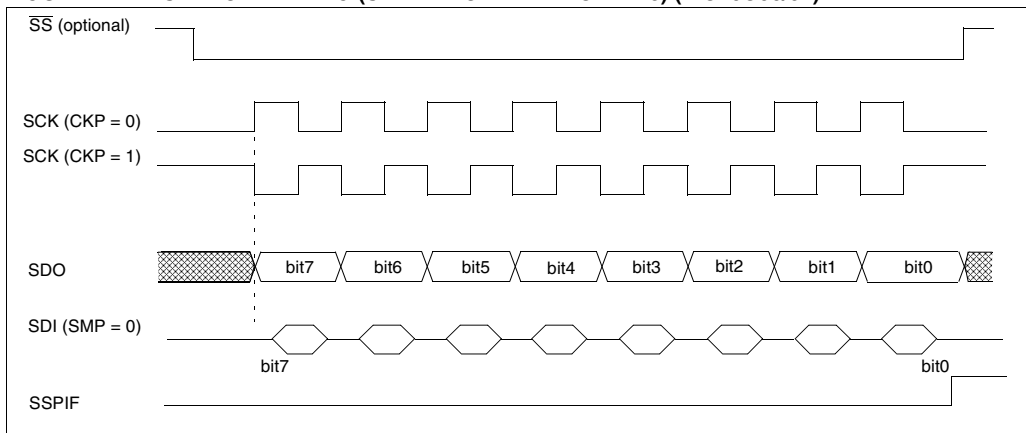 SS (optional)
SCK (CKP = 0)
SCK (CKP = 1)
SDO
bit7 bit6 bit5 bit4 bit3 bit2 bit1 bit0
SDI (SMP = 0)
bit7 bit0
SSPIF